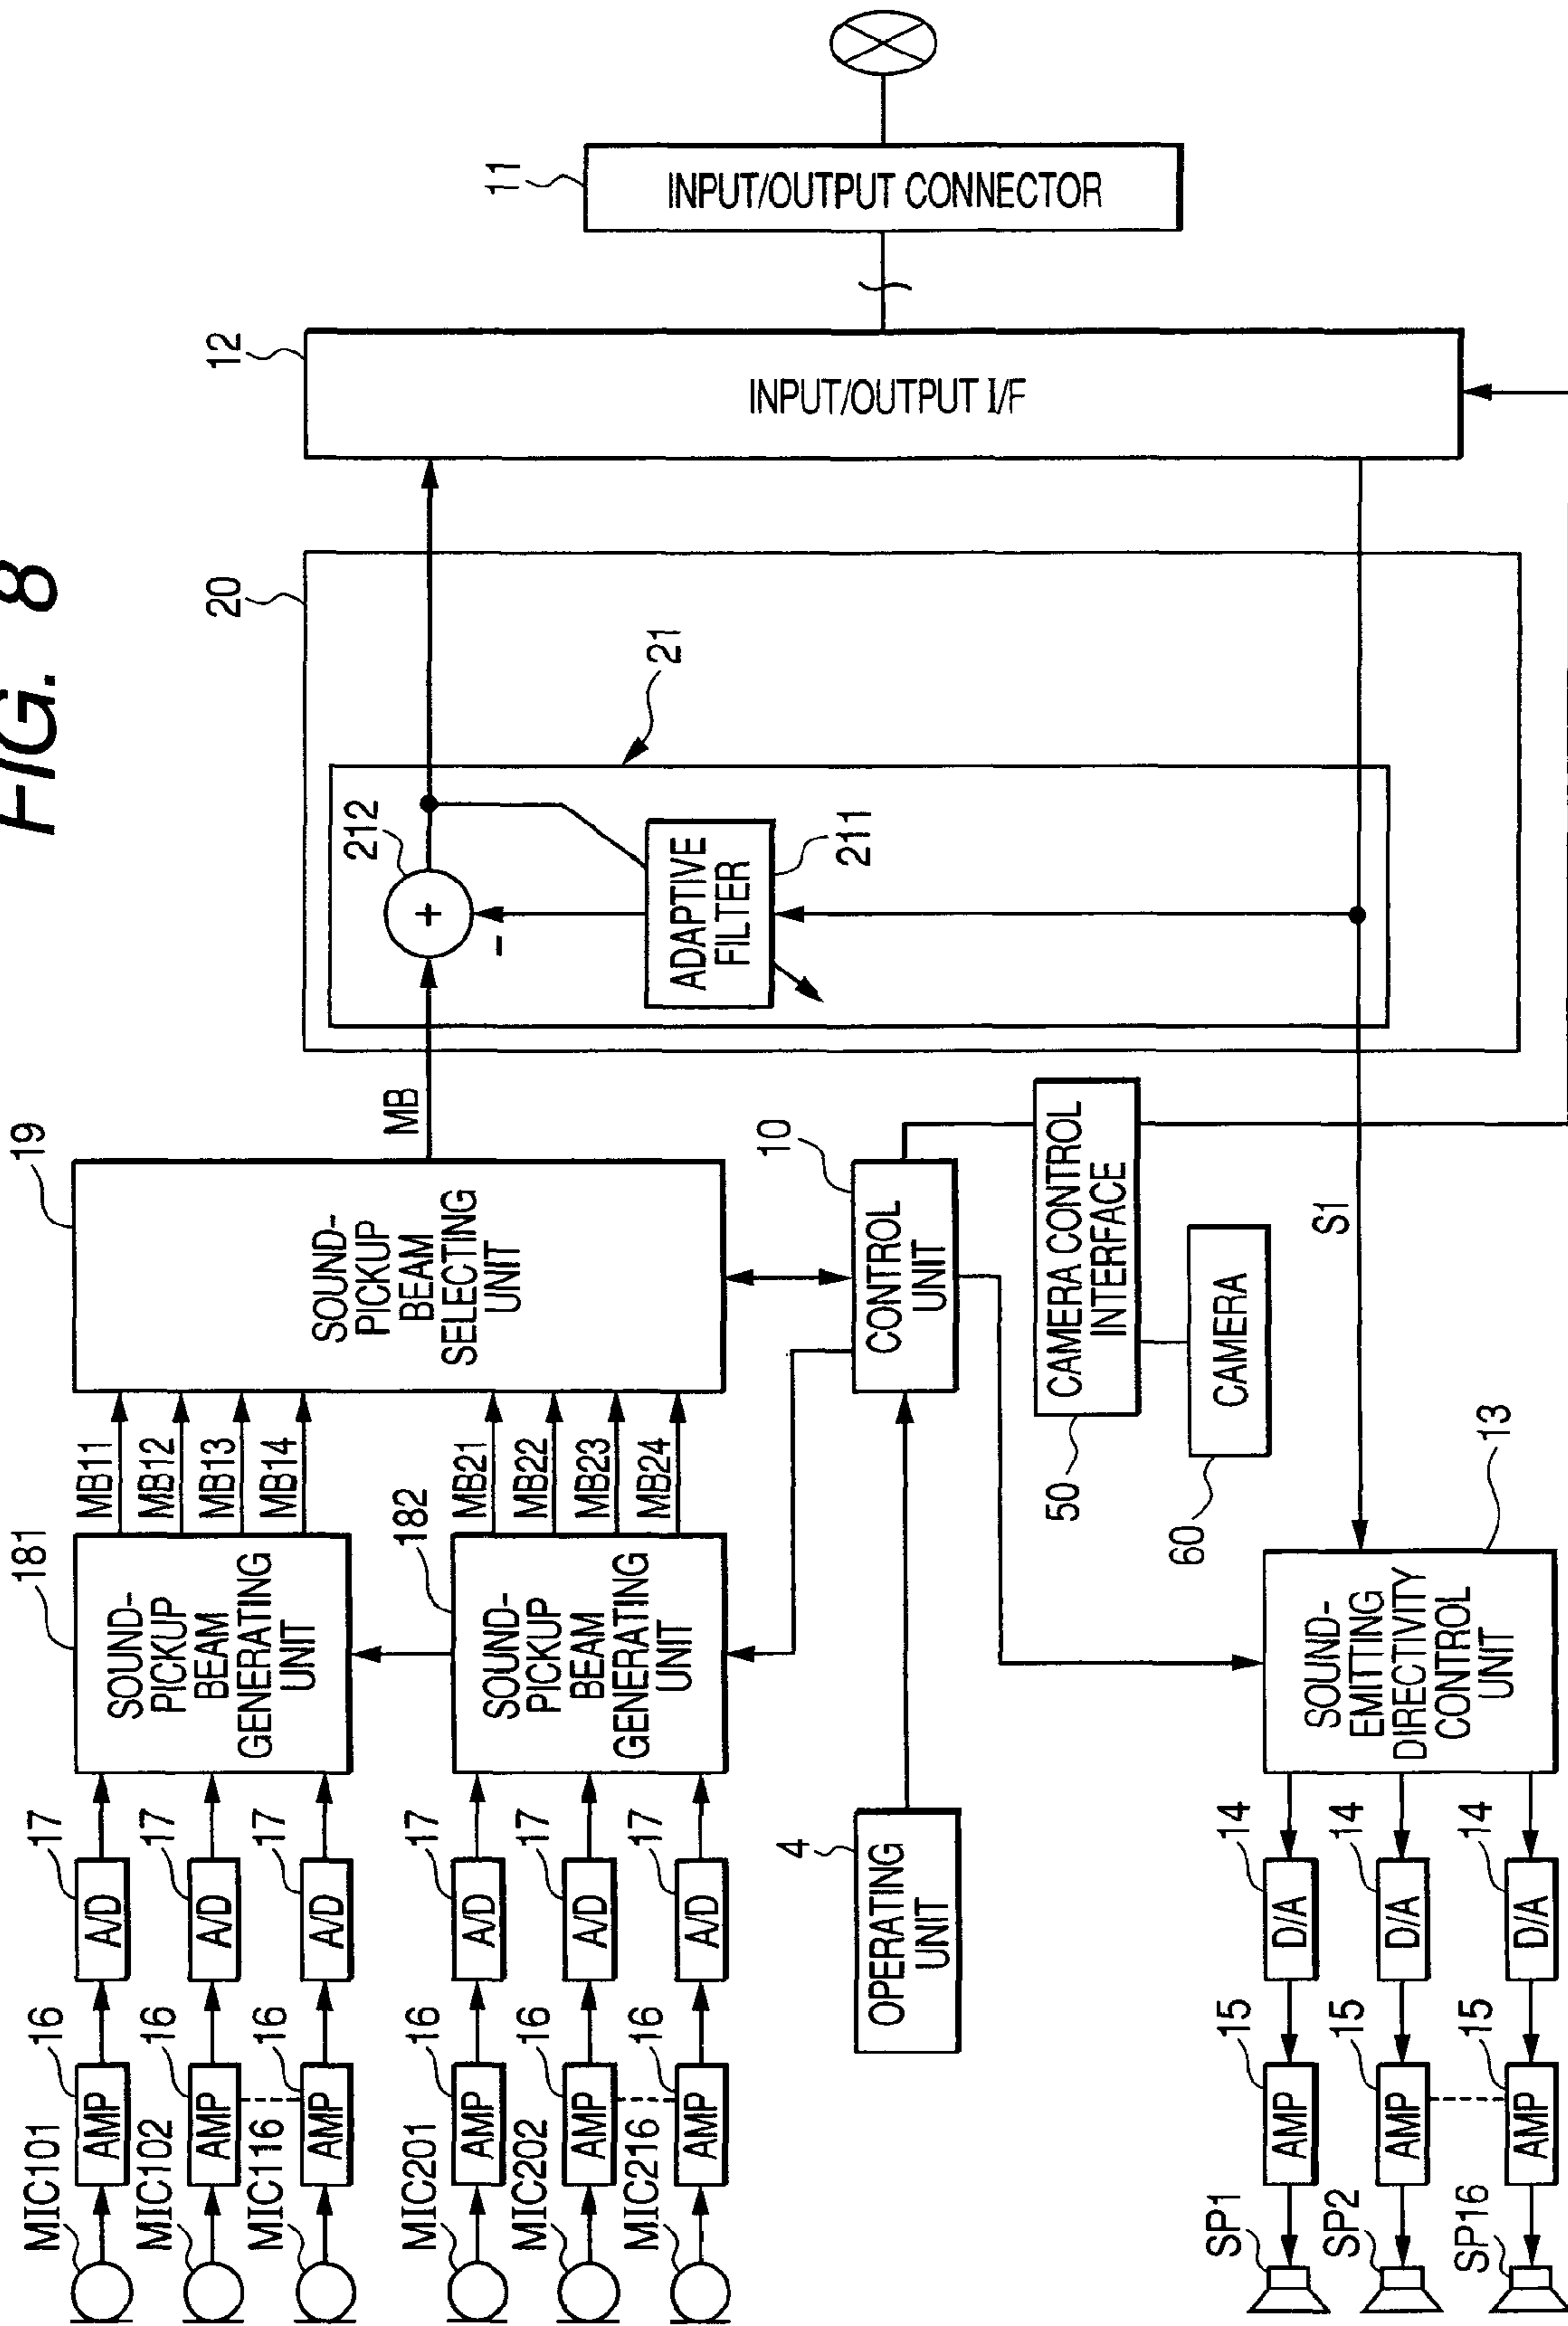 FIG. 8
MIC101
16
AMP
17
A/D
MIC102
16
AMP
17
A/D
MIC116
16
AMP
17
A/D
181
SOUND-
PICKUP
BEAM
GENERATING
UNIT
MB11
MB12
MB13
MB14
MIC201
16
AMP
17
A/D
MIC202
16
AMP
17
A/D
MIC216
16
AMP
17
A/D
182
SOUND-
PICKUP
BEAM
GENERATING
UNIT
MB21
MB22
MB23
MB24
19
SOUND-
PICKUP
BEAM
SELECTING
UNIT
MB
20
212
+
-
21
ADAPTIVE
FILTER
211
12
INPUT/OUTPUT I/F
11
INPUT/OUTPUT CONNECTOR
4
OPERATING
UNIT
10
CONTROL
UNIT
50
CAMERA CONTROL
INTERFACE
60
CAMERA
S1
13
SOUND-
EMITTING
DIRECTIVITY
CONTROL
UNIT
SP1
15
AMP
14
D/A
SP2
15
AMP
14
D/A
SP16
15
AMP
14
D/A